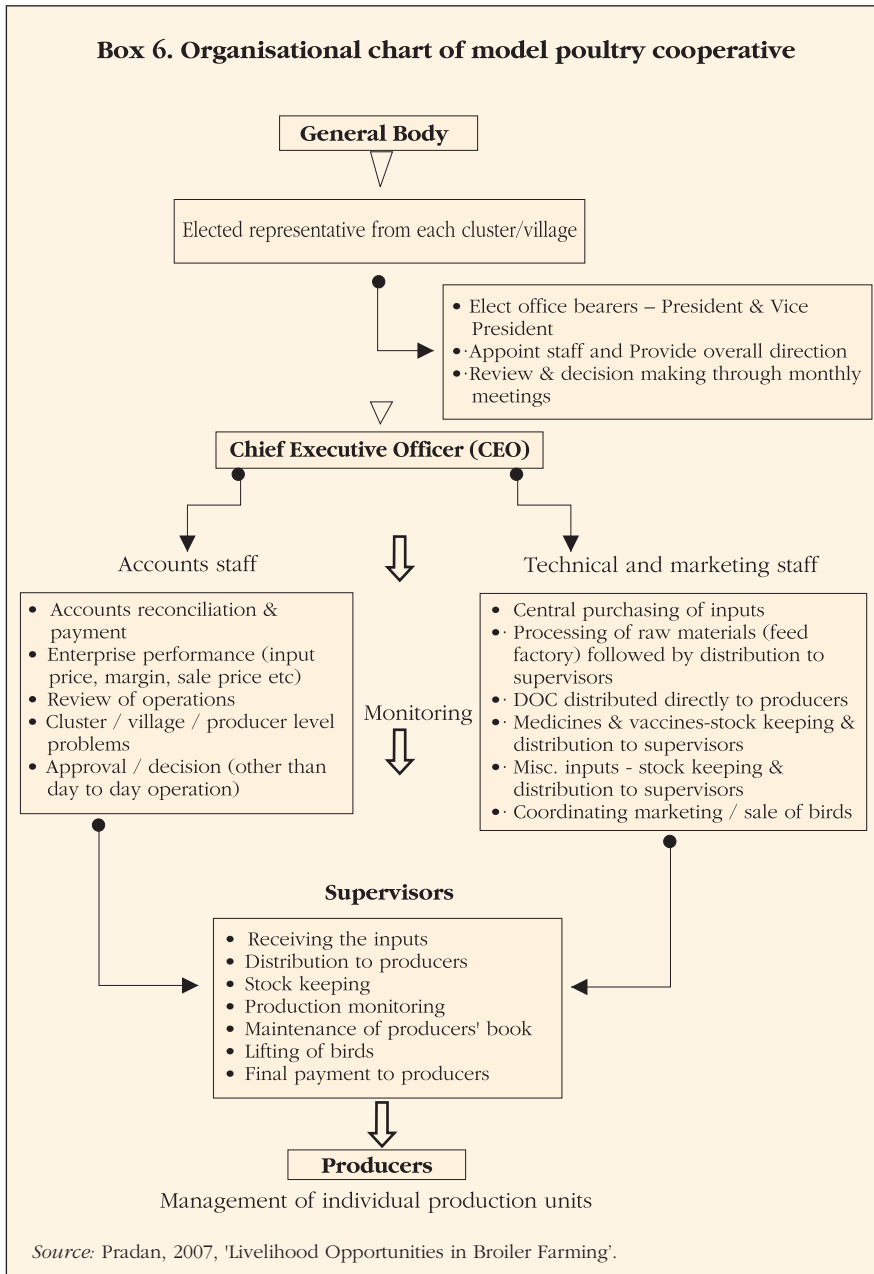 Box 6. Organisational chart of model poultry cooperative
General Body
Elected representative from each cluster/village
• Elect office bearers – President & Vice
President
•·Appoint staff and Provide overall direction
•·Review & decision making through monthly
meetings
Chief Executive Officer (CEO)
Accounts staff
• Accounts reconciliation &
payment
• Enterprise performance (input
price, margin, sale price etc)
• Review of operations
• Cluster / village / producer level
problems
• Approval / decision (other than
day to day operation)
Monitoring
Technical and marketing staff
• Central purchasing of inputs
•· Processing of raw materials (feed
factory) followed by distribution to
supervisors
•· DOC distributed directly to producers
•· Medicines & vaccines-stock keeping &
distribution to supervisors
•· Misc. inputs - stock keeping &
distribution to supervisors
•· Coordinating marketing / sale of birds
Supervisors
• Receiving the inputs
• Distribution to producers
• Stock keeping
• Production monitoring
• Maintenance of producers' book
• Lifting of birds
• Final payment to producers
Producers
Management of individual production units
Source: Pradan, 2007, 'Livelihood Opportunities in Broiler Farming'.